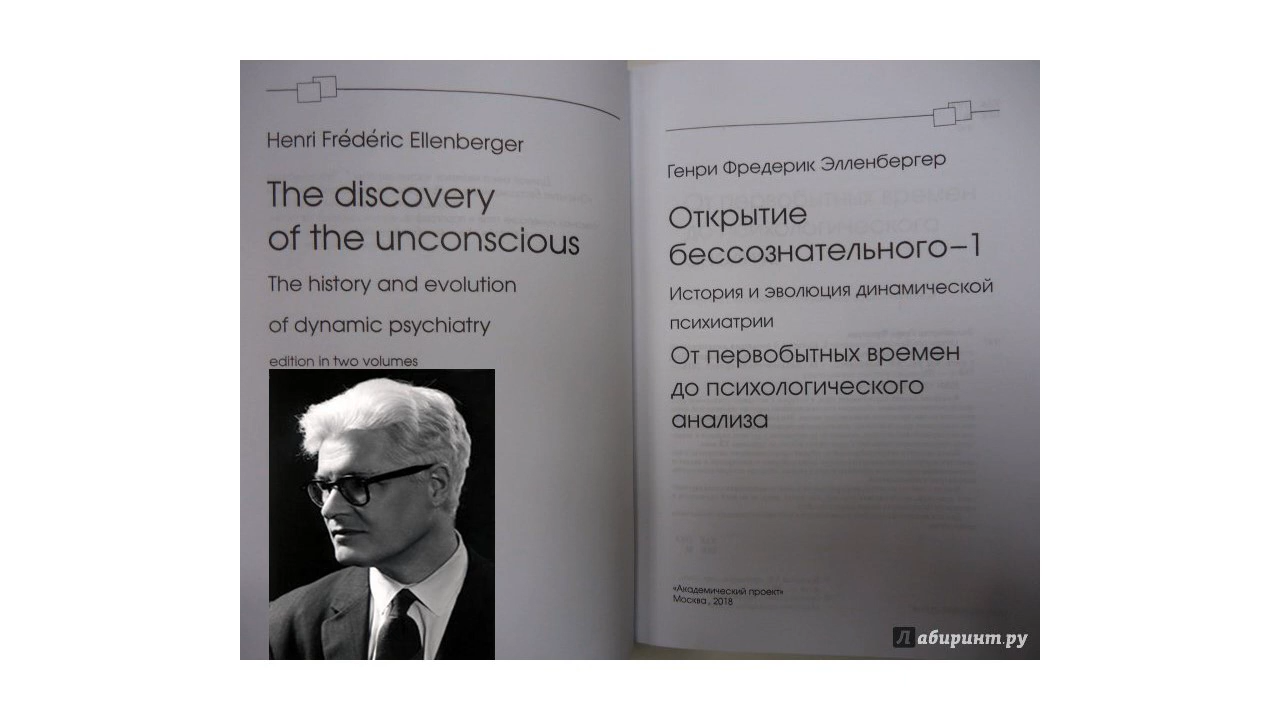 Henri Frédéric Ellenberger
The discovery
of the unconscious
The history and evolution
of dynamic psychiatry
edition in two volumes
Генри Фредерик Элленбергер
Открытие
бессознательного–1
История и эволюция динамической
психиатрии
От первобытных времен
до психологического
анализа
«Академический проект»
Москва, 2018
Лабиринт.ру